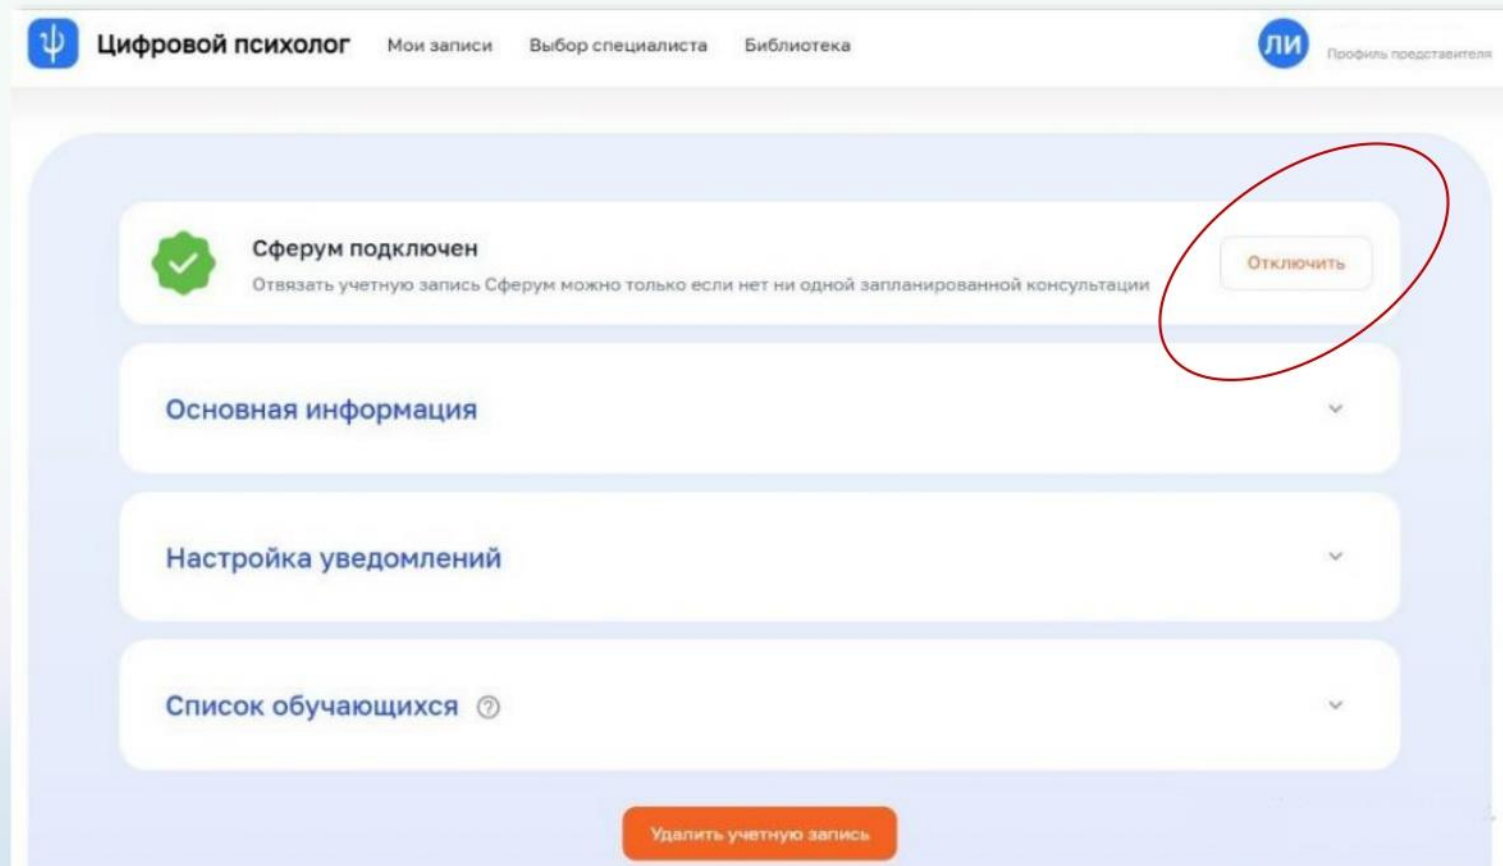 ψ Цифровой психолог Мои записи Выбор специалиста Библиотека ЛИ Профиль представителя
Сферум подключен
Отвязать учетную запись Сферум можно только если нет ни одной запланированной консультации
Отключить
Основная информация
Настройка уведомлений
Список обучающихся ?
Удалить учетную запись